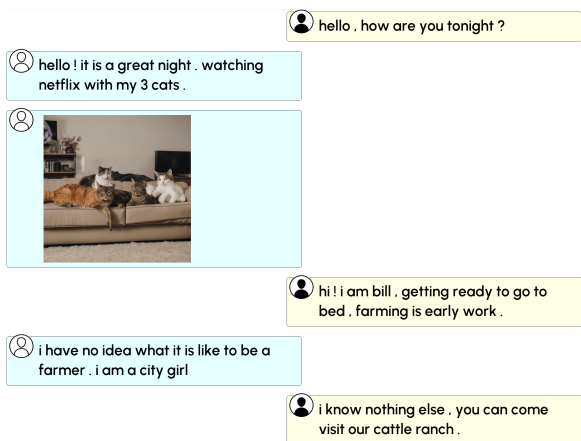 hello , how are you tonight ?
hello ! it is a great night . watching
netflix with my 3 cats .
hi ! i am bill , getting ready to go to
bed , farming is early work .
i have no idea what it is like to be a
farmer . i am a city girl
i know nothing else , you can come
visit our cattle ranch .